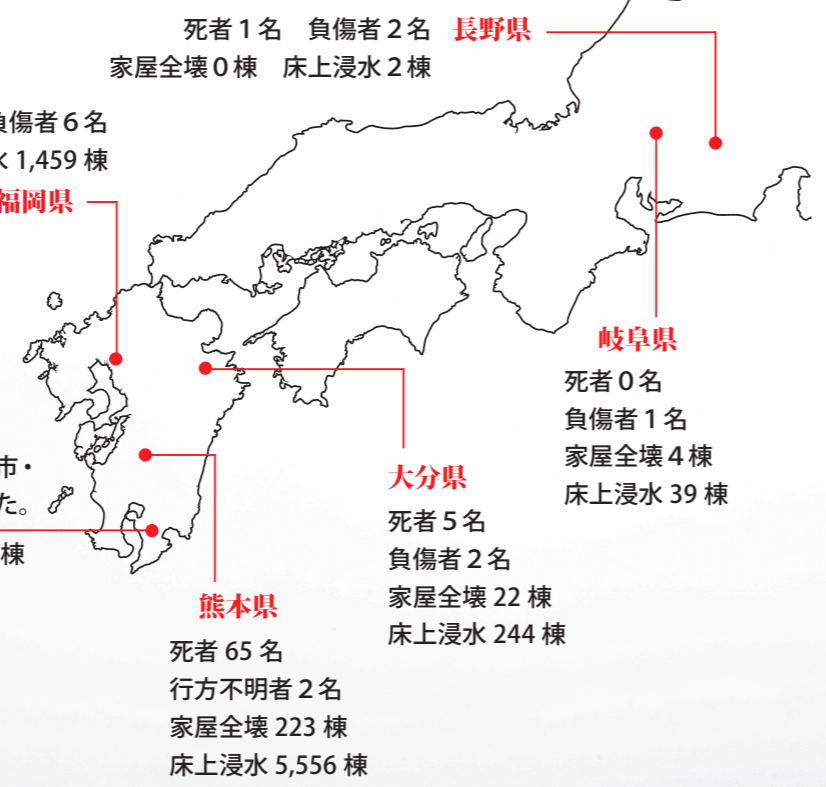 死者１名　負傷者２名　長野県
家屋全壊０棟　床上浸水２棟
負傷者６名
水 1,459 棟
福岡県
岐阜県
死者０名
負傷者１名
家屋全壊４棟
床上浸水 39 棟
市・
た。
棟
大分県
死者５名
負傷者２名
家屋全壊 22 棟
床上浸水 244 棟
熊本県
死者 65 名
行方不明者２名
家屋全壊 223 棟
床上浸水 5,556 棟